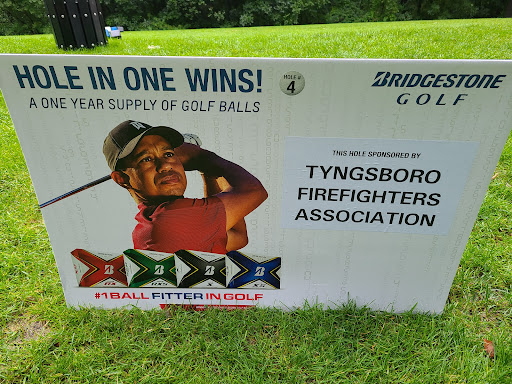 HOLE IN ONE WINS!
A ONE YEAR SUPPLY OF GOLF BALLS
HOLE #
4
BRIDGESTONE
GOLF
THIS HOLE SPONSORED BY
TYNGSBORO
FIREFIGHTERS
ASSOCIATION
#1 BALL FITTER IN GOLF